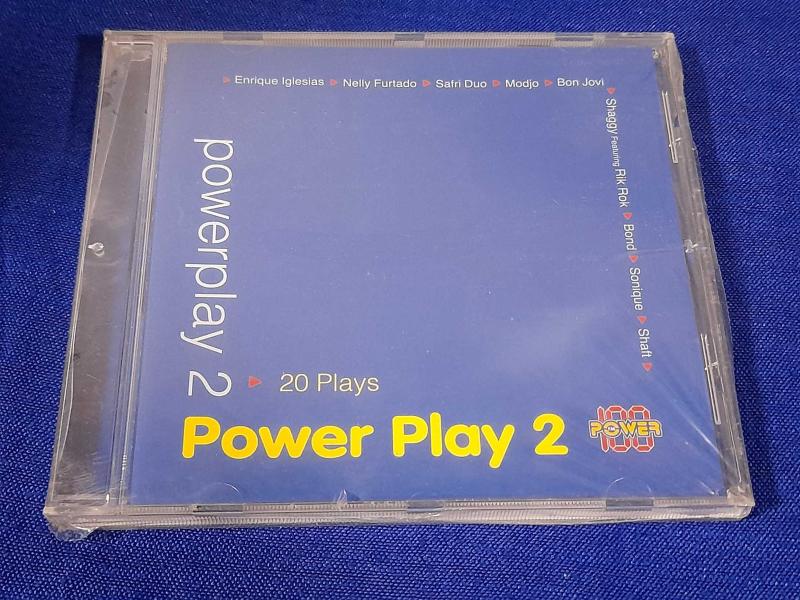 ▶ Enrique Iglesias ▶ Nelly Furtado ▶ Safri Duo ▶ Modjo ▶ Bon Jovi
▶ Shaggy Featuring Rik Rok ▶ Bond ▶ Sonique ▶ Shaft ▶
powerplay 2
▶ 20 Plays
Power Play 2
100
POWER